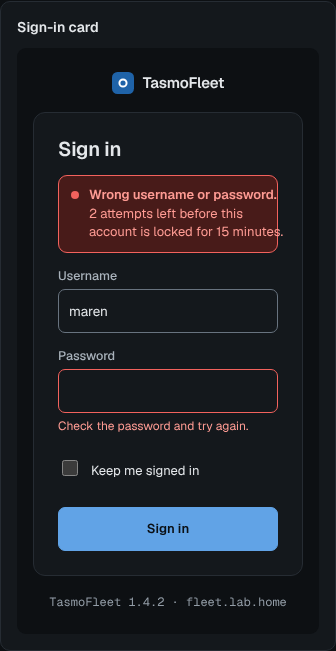 Sign-in card
TasmoFleet
Sign in
Wrong username or password.
2 attempts left before this
account is locked for 15 minutes.
Username
maren
Password
Check the password and try again.
Keep me signed in
Sign in
TasmoFleet 1.4.2 · fleet.lab.home